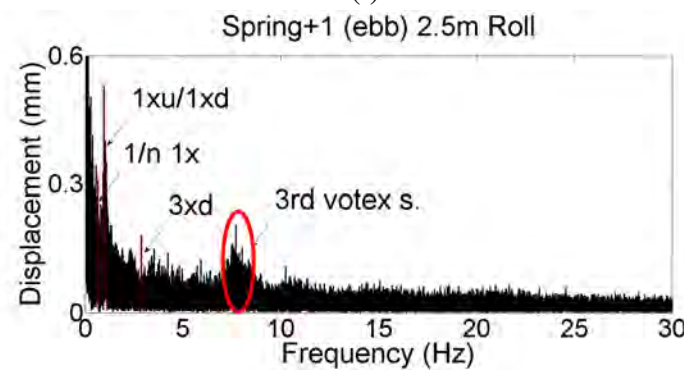 Spring+1 (ebb) 2.5m Roll
Displacement (mm)
0.6
0.3
0
1xu/1xd
1/n 1x
3xd
3rd votex s.
0 5 10 15 20 25 30
Frequency (Hz)